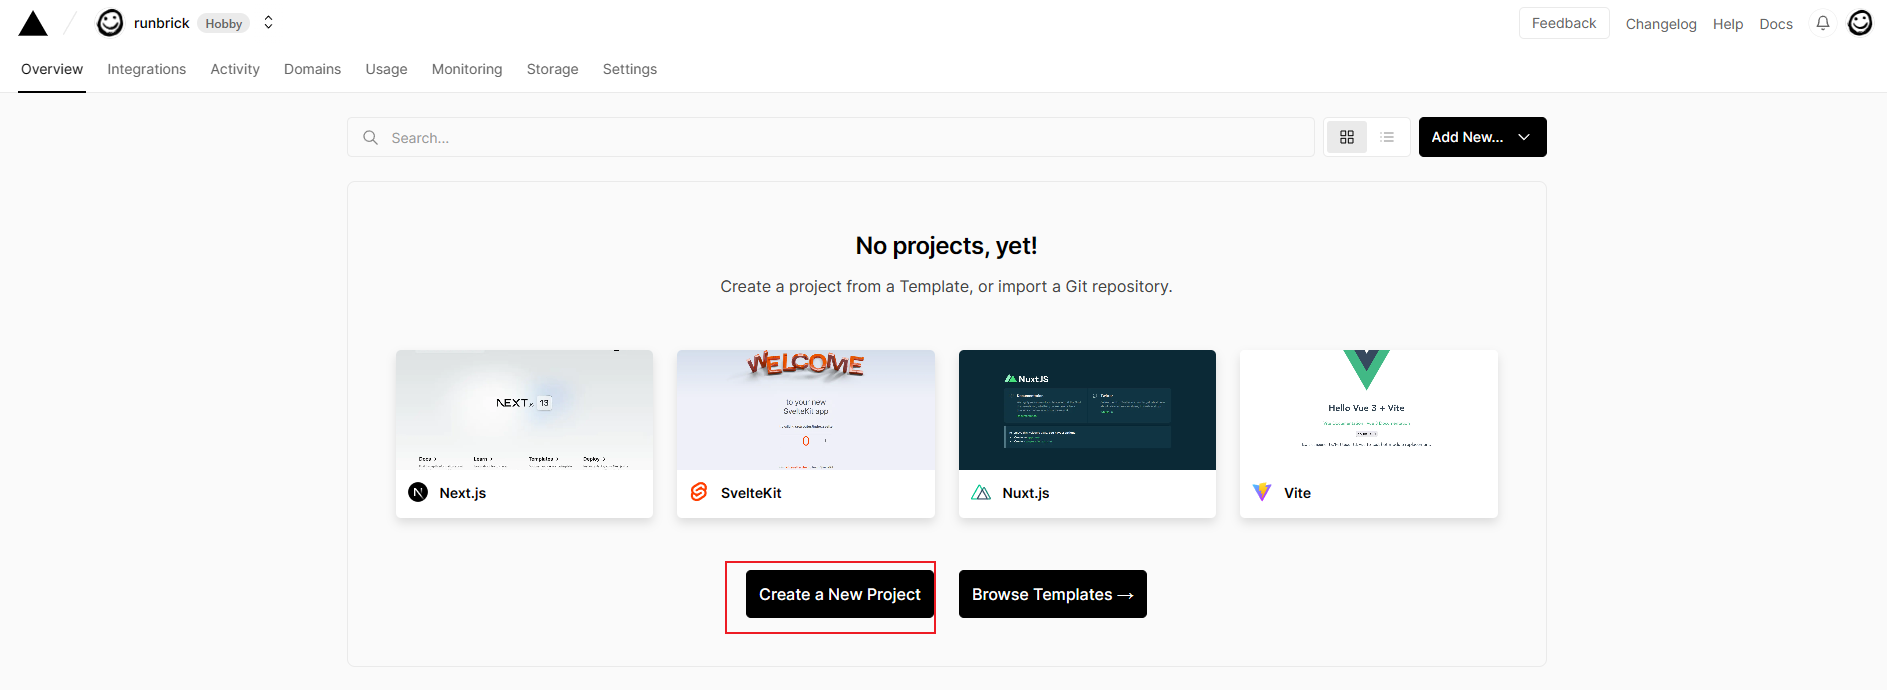 runbrick Hobby
Feedback Changelog Help Docs
Overview Integrations Activity Domains Usage Monitoring Storage Settings
Search...
Add New...
No projects, yet!
Create a project from a Template, or import a Git repository.
NEXT.js 13
Docs > Learn > Templates > Deploy >
N Next.js
WELCOME
to your new
SvelteKit app
0
SvelteKit
NuxtJS
Documentation Twitter
Nuxt.js
Hello Vue 3 + Vite
Vite
Create a New Project
Browse Templates →